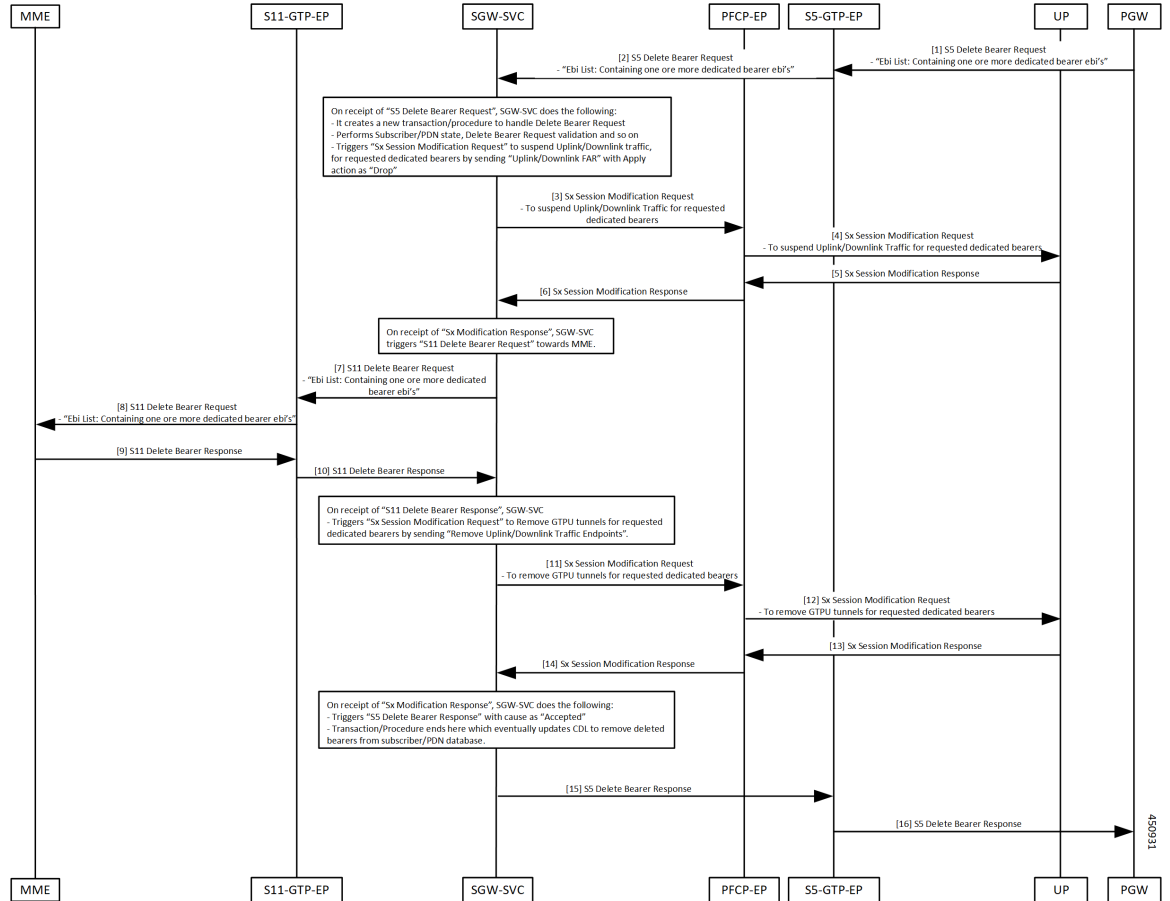 MME S11-GTP-EP SGW-SVC PFCP-EP S5-GTP-EP UP PGW
[1] S5 Delete Bearer Request
- “Ebi List: Containing one ore more dedicated bearer ebi’s”
[2] S5 Delete Bearer Request
- “Ebi List: Containing one ore more dedicated bearer ebi’s”
On receipt of “S5 Delete Bearer Request”, SGW-SVC does the following:
- It creates a new transaction/procedure to handle Delete Bearer Request
- Performs Subscriber/PDN state, Delete Bearer Request validation and so on
- Triggers “Sx Session Modification Request” to suspend Uplink/Downlink traffic,
for requested dedicated bearers by sending “Uplink/Downlink FAR” with Apply
action as “Drop”
[3] Sx Session Modification Request
- To suspend Uplink/Downlink Traffic for requested
dedicated bearers
[4] Sx Session Modification Request
- To suspend Uplink/Downlink Traffic for requested dedicated bearers
[5] Sx Session Modification Response
[6] Sx Session Modification Response
On receipt of “Sx Modification Response”, SGW-SVC
triggers “S11 Delete Bearer Request” towards MME.
[7] S11 Delete Bearer Request
- “Ebi List: Containing one ore more dedicated
bearer ebi’s”
[8] S11 Delete Bearer Request
- “Ebi List: Containing one ore more dedicated bearer ebi’s”
[9] S11 Delete Bearer Response
[10] S11 Delete Bearer Response
On receipt of “S11 Delete Bearer Response”, SGW-SVC
- Triggers “Sx Session Modification Request” to Remove GTPU tunnels for requested
dedicated bearers by sending “Remove Uplink/Downlink Traffic Endpoints”.
[11] Sx Session Modification Request
- To remove GTPU tunnels for requested dedicated bearers
[12] Sx Session Modification Request
- To remove GTPU tunnels for requested dedicated bearers
[13] Sx Session Modification Response
[14] Sx Session Modification Response
On receipt of “Sx Modification Response”, SGW-SVC does the following:
- Triggers “S5 Delete Bearer Response” with cause as “Accepted”
- Transaction/Procedure ends here which eventually updates CDL to remove deleted
bearers from subscriber/PDN database.
[15] S5 Delete Bearer Response
[16] S5 Delete Bearer Response
450931
MME S11-GTP-EP SGW-SVC PFCP-EP S5-GTP-EP UP PGW